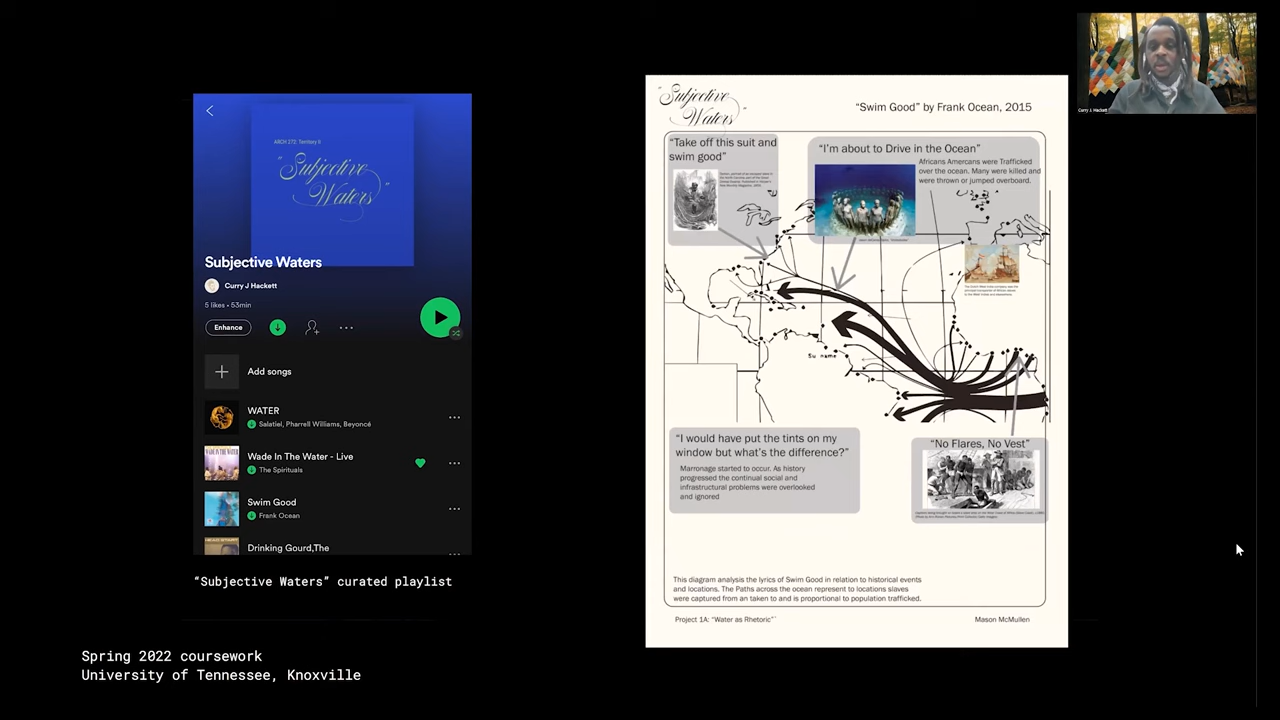 ARCH 272: Territory II
"Subjective
Waters"
Subjective Waters
Curry J Hackett
5 likes • 53min
Enhance
Add songs
WATER
Salatiel, Pharrell Williams, Beyoncé
Wade In The Water - Live
The Spirituals
Swim Good
Frank Ocean
Drinking Gourd,The
"Subjective Waters" curated playlist
Spring 2022 coursework
University of Tennessee, Knoxville
"Subjective
Waters"
"Swim Good" by Frank Ocean, 2015
"Take off this suit and
swim good"
"I'm about to Drive in the Ocean"
Africans Amercans were Trafficked
over the ocean. Many were killed and
were thrown or jumped overboard.
"I would have put the tints on my
window but what's the difference?"
Marronage started to occur. As history
progressed the continual social and
infrastructural problems were overlooked
and ignored
"No Flares, No Vest"
This diagram analysis the lyrics of Swim Good in relation to historical events
and locations. The Paths across the ocean represent to locations slaves
were captured from an taken to and is proportional to population trafficked.
Project 1A: "Water as Rhetoric"
Mason McMullen
Curry J. Hackett